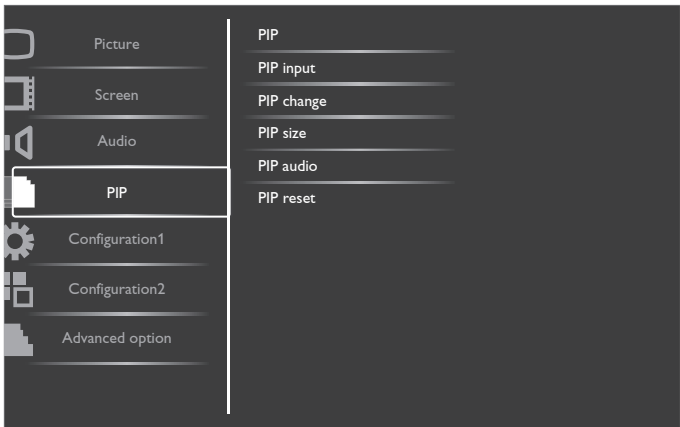 Picture
Screen
Audio
PIP
Configuration1
Configuration2
Advanced option
PIP
PIP input
PIP change
PIP size
PIP audio
PIP reset